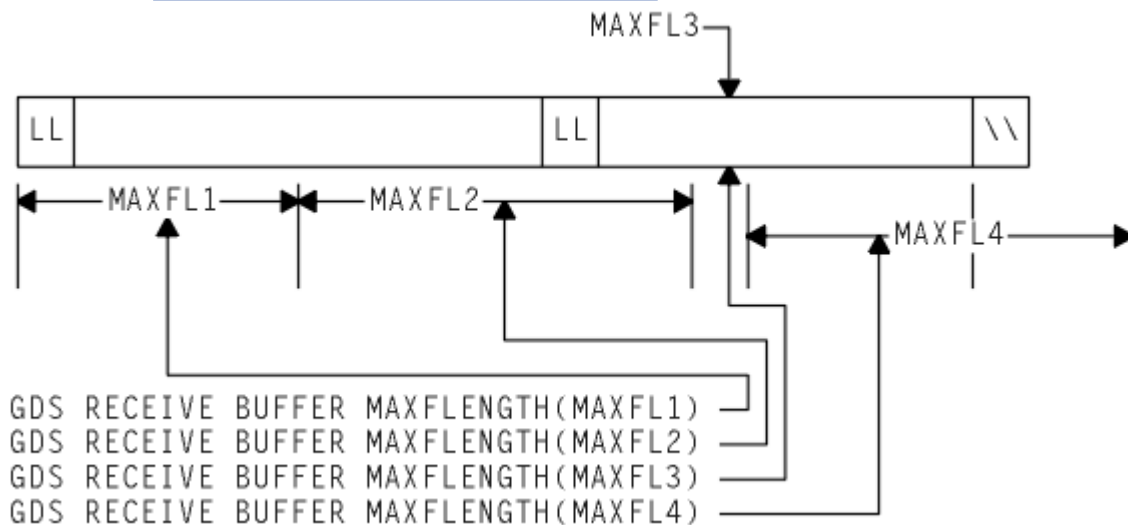 MAXFL3
LL
LL
\\
MAXFL1
MAXFL2
MAXFL4
GDS RECEIVE BUFFER MAXFLENGTH(MAXFL1)
GDS RECEIVE BUFFER MAXFLENGTH(MAXFL2)
GDS RECEIVE BUFFER MAXFLENGTH(MAXFL3)
GDS RECEIVE BUFFER MAXFLENGTH(MAXFL4)